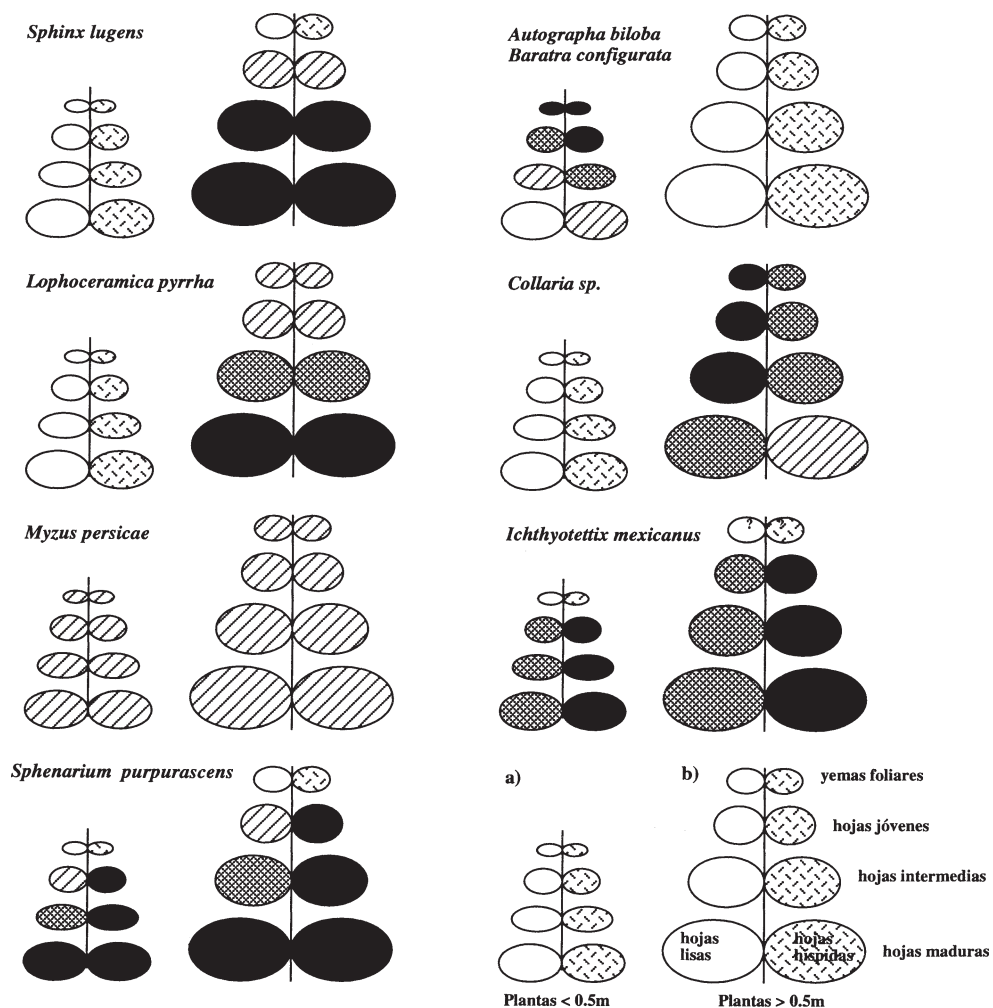 Sphinx lugens
Autographa biloba
Baratra configurata
Lophoceramica pyrrha
Collaria sp.
Myzus persicae
Ichthyotettix mexicanus
? ?
Sphenarium purpurascens
a)
b)
yemas foliares
hojas jóvenes
hojas intermedias
hojas lisas
hojas híspidas
hojas maduras
Plantas < 0.5m
Plantas > 0.5m